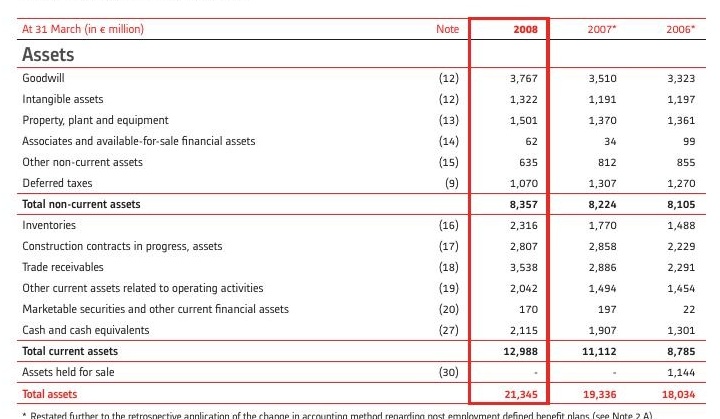 At 31 March (in € million) Note 2008 2007* 2006*
Assets
Goodwill (12) 3,767 3,510 3,323
Intangible assets (12) 1,322 1,191 1,197
Property, plant and equipment (13) 1,501 1,370 1,361
Associates and available-for-sale financial assets (14) 62 34 99
Other non-current assets (15) 635 812 855
Deferred taxes (9) 1,070 1,307 1,270
Total non-current assets 8,357 8,224 8,105
Inventories (16) 2,316 1,770 1,488
Construction contracts in progress, assets (17) 2,807 2,858 2,229
Trade receivables (18) 3,538 2,886 2,291
Other current assets related to operating activities (19) 2,042 1,494 1,454
Marketable securities and other current financial assets (20) 170 197 22
Cash and cash equivalents (27) 2,115 1,907 1,301
Total current assets 12,988 11,112 8,785
Assets held for sale (30) - - 1,144
Total assets 21,345 19,336 18,034
* Restated further to the retrospective application of the change in accounting method regarding post employment defined benefit plans (see Note 2.A)